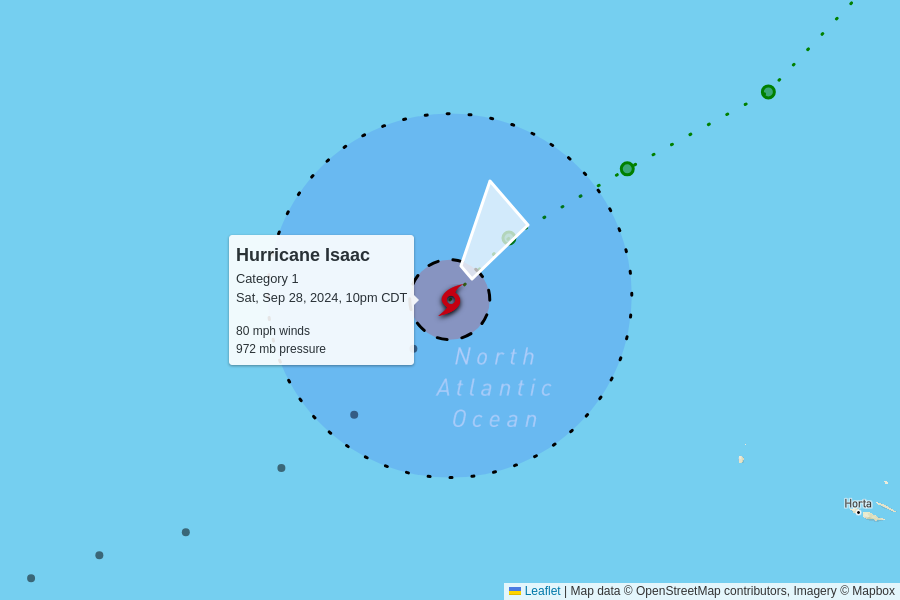 Hurricane Isaac
Category 1
Sat, Sep 28, 2024, 10pm CDT
80 mph winds
972 mb pressure
North
Atlantic
Ocean
Horta
Leaflet | Map data © OpenStreetMap contributors, Imagery © Mapbox